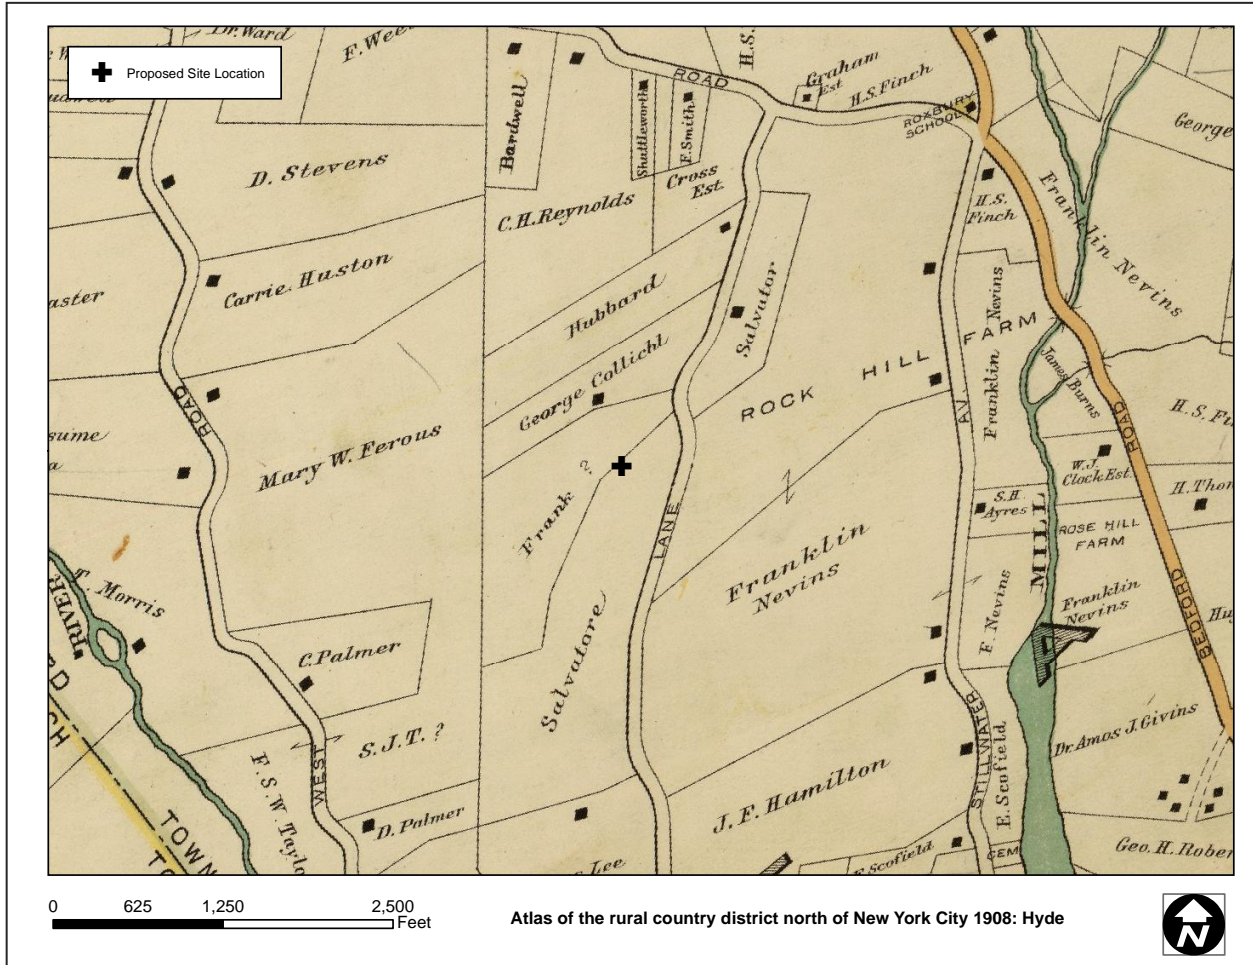 Dr. Ward
F. Wee
H.S.
Proposed Site Location
ROAD
Graham
Est
H.S. Finch
ROXBURY
SCHOOL
George
Bardwell
Shuttleworth
E. Smith
D. Stevens
Cross
Est.
C.H. Reynolds
H.S.
Finch
Franklin Nevins
Carrie. Huston
aster
Hubbard
Salvator
Franklin Nevins
ROCK HILL FARM
George Collicht
James Burns
ROAD
AV.
ROAD
H. S. Fi
sume
a
Mary W. Ferous
W. J.
Clock Est.
Frank ?
H. Thon
S. H.
Ayres
MILL
LANE
ROSE HILL
FARM
Franklin
Nevins
T. Morris
RIVER
F. Nevins
Franklin
Nevins
BEDFORD
Hu
C. Palmer
Salvatore
S.J.T. ?
WEST
F. S. W. Taylo
STILLWATER
E. Scofield
Dr. Amos J. Givins
J. F. Hamilton
D. Palmer
TOWN
TO
Lee
E. Scofield
CEM
Geo. H. Rober
0 625 1,250 2,500
Feet
Atlas of the rural country district north of New York City 1908: Hyde
N